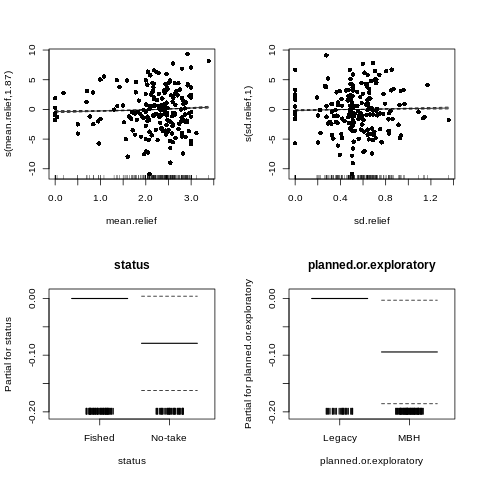 s(mean.relief,1.87)
10
5
0
-5
-10
0.0 1.0 2.0 3.0
mean.relief
s(sd.relief,1)
10
5
0
-5
-10
0.0 0.4 0.8 1.2
sd.relief
status
Partial for status
0.00
-0.10
-0.20
Fished No-take
status
planned.or.exploratory
Partial for planned.or.exploratory
0.00
-0.10
-0.20
Legacy MBH
planned.or.exploratory